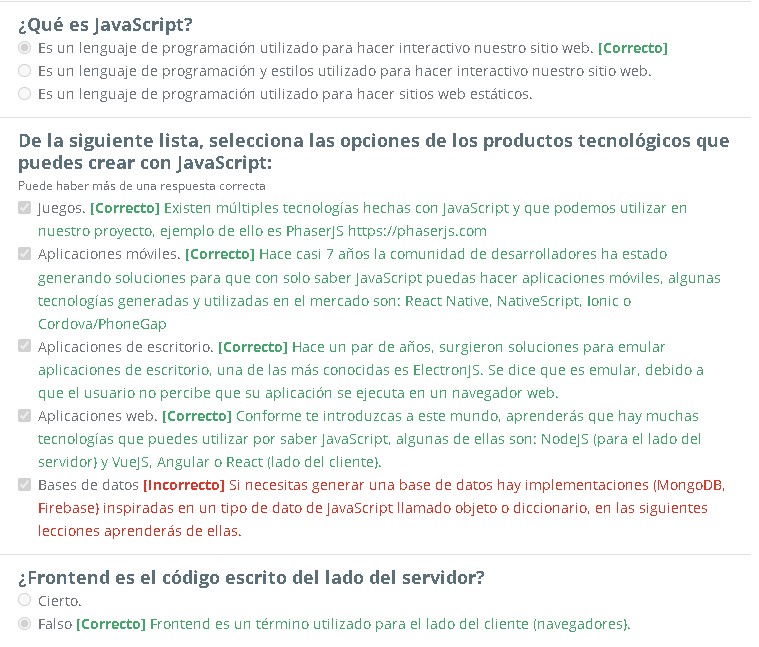 ¿Qué es JavaScript?
Es un lenguaje de programación utilizado para hacer interactivo nuestro sitio web. [Correcto]
Es un lenguaje de programación y estilos utilizado para hacer interactivo nuestro sitio web.
Es un lenguaje de programación utilizado para hacer sitios web estáticos.
De la siguiente lista, selecciona las opciones de los productos tecnológicos que
puedes crear con JavaScript:
Puede haber más de una respuesta correcta
Juegos. [Correcto] Existen múltiples tecnologías hechas con JavaScript y que podemos utilizar en
nuestro proyecto, ejemplo de ello es PhaserJS https://phaserjs.com
Aplicaciones móviles. [Correcto] Hace casi 7 años la comunidad de desarrolladores ha estado
generando soluciones para que con solo saber JavaScript puedas hacer aplicaciones móviles, algunas
tecnologías generadas y utilizadas en el mercado son: React Native, NativeScript, Ionic o
Cordova/PhoneGap
Aplicaciones de escritorio. [Correcto] Hace un par de años, surgieron soluciones para emular
aplicaciones de escritorio, una de las más conocidas es ElectronJS. Se dice que es emular, debido a
que el usuario no percibe que su aplicación se ejecuta en un navegador web.
Aplicaciones web. [Correcto] Conforme te introduzcas a este mundo, aprenderás que hay muchas
tecnologías que puedes utilizar por saber JavaScript, algunas de ellas son: NodeJS (para el lado del
servidor) y VueJS, Angular o React (lado del cliente).
Bases de datos [Incorrecto] Si necesitas generar una base de datos hay implementaciones (MongoDB,
Firebase) inspiradas en un tipo de dato de JavaScript llamado objeto o diccionario, en las siguientes
lecciones aprenderás de ellas.
¿Frontend es el código escrito del lado del servidor?
Cierto.
Falso [Correcto] Frontend es un término utilizado para el lado del cliente (navegadores).